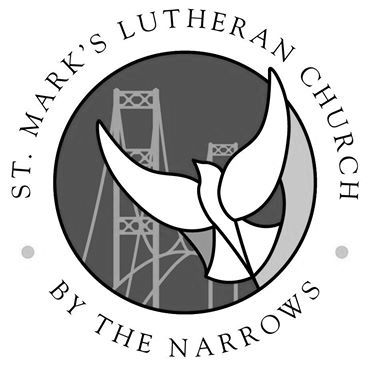 ST. MARK'S LUTHERAN CHURCH
BY THE NARROWS